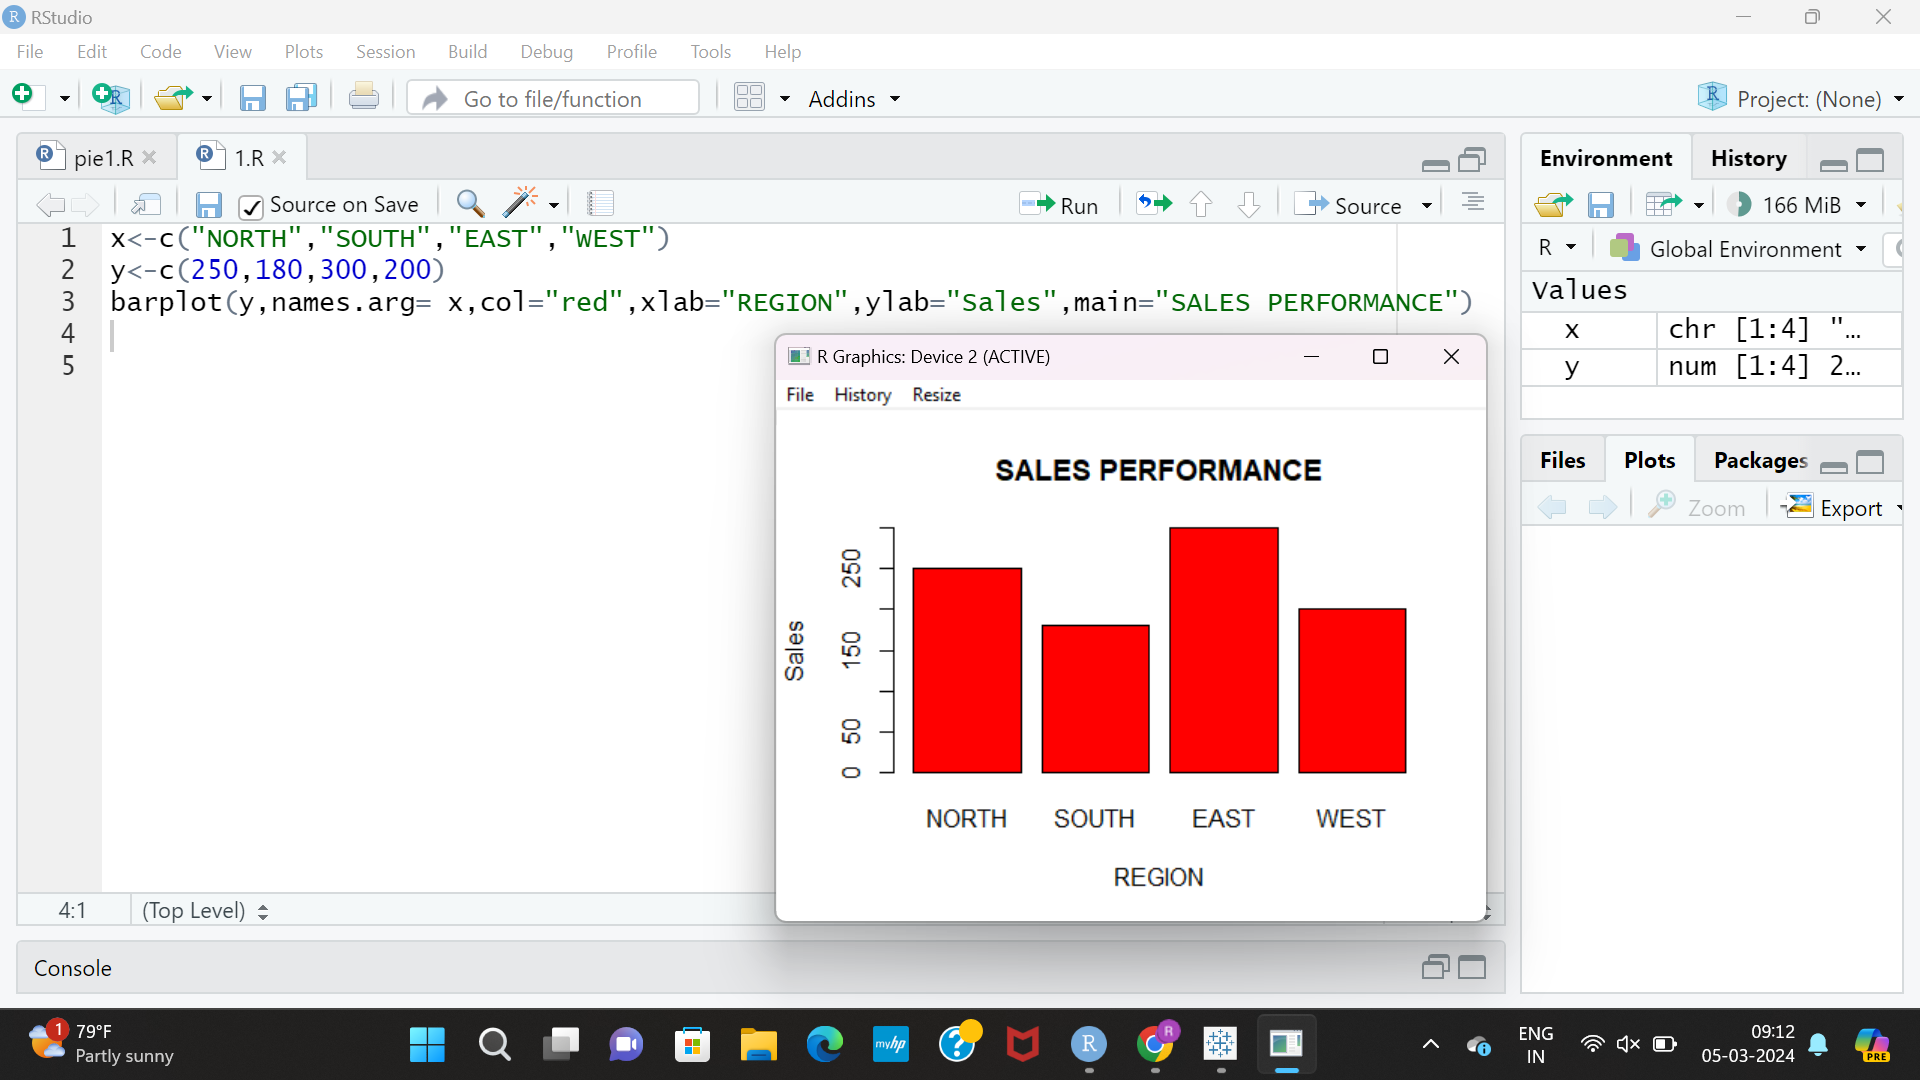 RStudio
File Edit Code View Plots Session Build Debug Profile Tools Help
Go to file/function Addins Project: (None)
pie1.R 1.R
Source on Save Run Source
1 x<-c("NORTH","SOUTH","EAST","WEST")
2 y<-c(250,180,300,200)
3 barplot(y,names.arg= x,col="red",xlab="REGION",ylab="Sales",main="SALES PERFORMANCE")
4
5
4:1 (Top Level)
Console
R Graphics: Device 2 (ACTIVE)
File History Resize
SALES PERFORMANCE
Sales
250
150
50
0
NORTH SOUTH EAST WEST
REGION
Environment History
166 MiB
R Global Environment
Values
x chr [1:4] "…
y num [1:4] 2…
Files Plots Packages
Zoom Export
1 79°F
Partly sunny
myhp
R
R
PRE
ENG
IN
09:12
05-03-2024